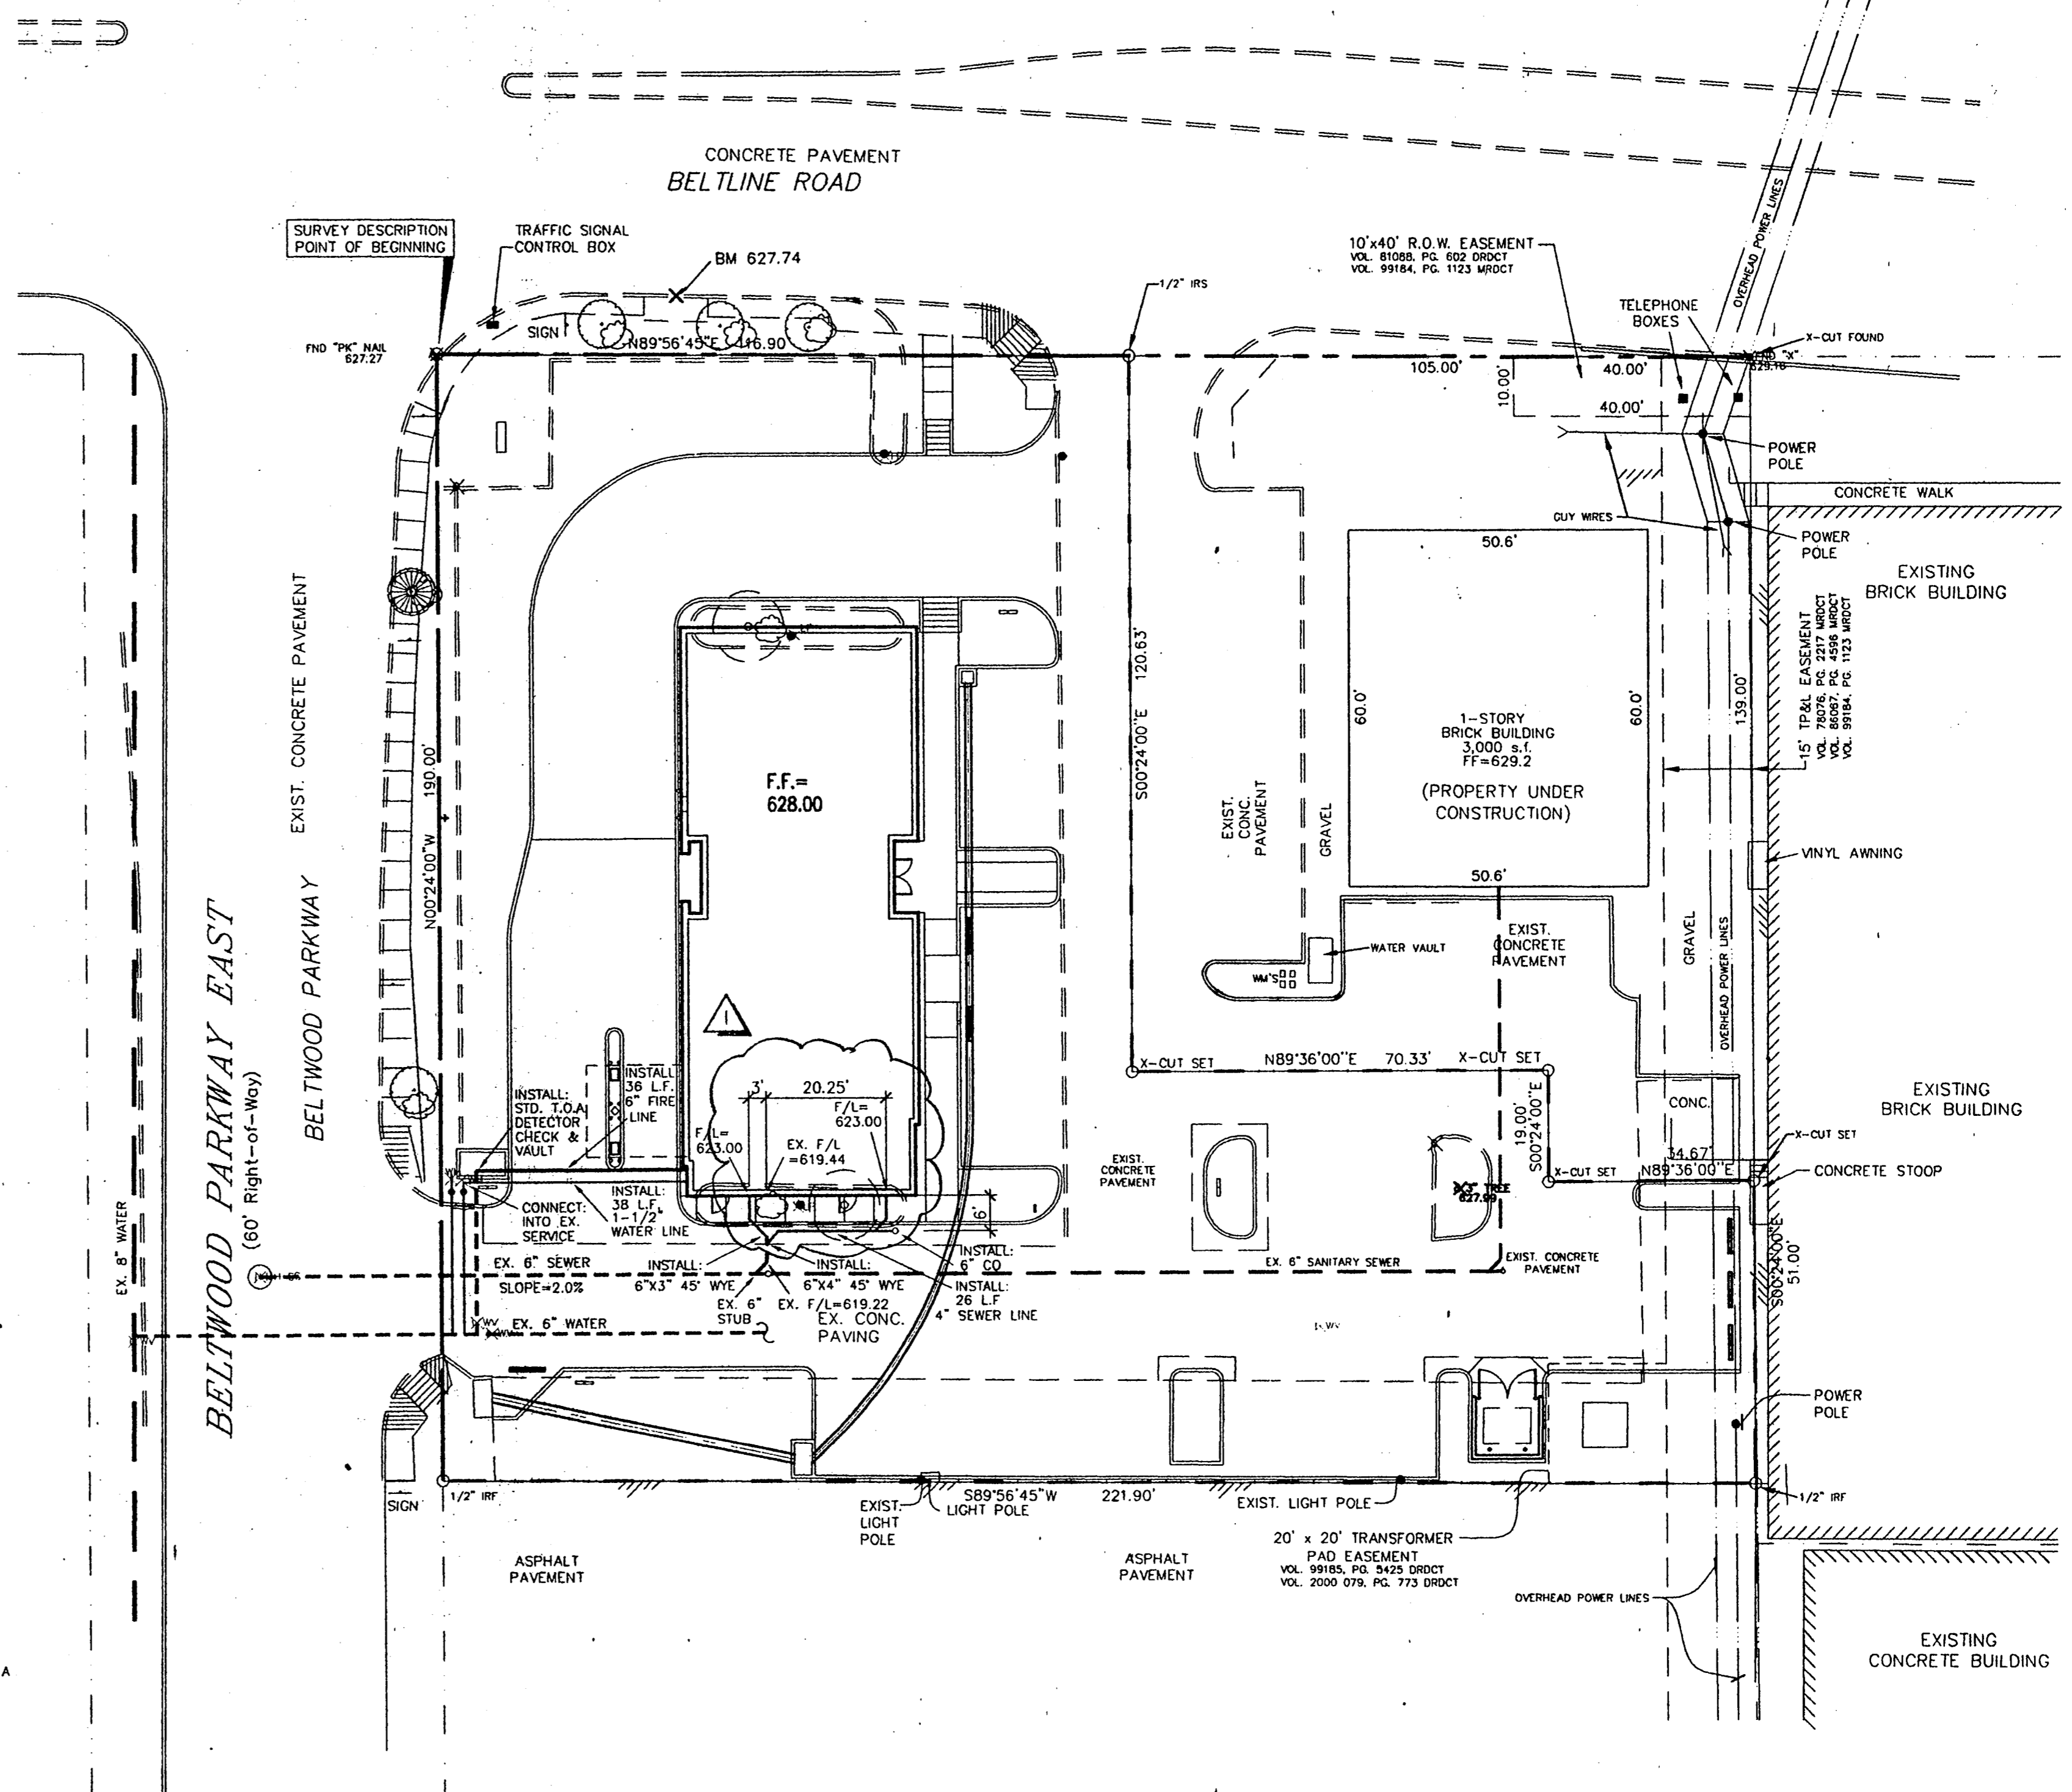 CONCRETE PAVEMENT
BELTLINE ROAD
SURVEY DESCRIPTION
POINT OF BEGINNING
TRAFFIC SIGNAL
CONTROL BOX
BM 627.74
10'x40' R.O.W. EASEMENT
VOL. 81088, PG. 602 DRDCT
VOL. 99184, PG. 1123 MRDCT
OVERHEAD POWER LINES
1/2" IRS
TELEPHONE
BOXES
SIGN
FND "PK" NAIL
627.27
N89°56'45"E 116.90
X-CUT FOUND
105.00'
40.00'
10.00'
40.00'
POWER
POLE
CONCRETE WALK
GUY WIRES
POWER
POLE
50.6'
EXISTING
BRICK BUILDING
EXIST. CONCRETE PAVEMENT
BELTWOOD PARKWAY
N00°24'00"W 190.00'
S00°24'00"E 120.63'
60.0'
60.0'
139.00'
15' TP&L EASEMENT
VOL. 78076, PG. 2217 MRDCT
VOL. 86067, PG. 4596 MRDCT
VOL. 99184, PG. 1123 MRDCT
1-STORY
BRICK BUILDING
3,000 s.f.
FF=629.2
(PROPERTY UNDER
CONSTRUCTION)
F.F.=
628.00
EXIST.
CONC.
PAVEMENT
GRAVEL
VINYL AWNING
50.6'
EXIST.
CONCRETE
PAVEMENT
GRAVEL
OVERHEAD POWER LINES
WATER VAULT
WM'S
BELTWOOD PARKWAY EAST
(60' Right-of-Way)
EX. 8" WATER
1
X-CUT SET
N89°36'00"E 70.33'
X-CUT SET
INSTALL:
STD. T.O.A.
DETECTOR
CHECK &
VAULT
INSTALL
36 L.F.
6" FIRE
LINE
3'
20.25'
F/L=
623.00
F/L=
623.00
EX. F/L
=619.44
CONC.
EXISTING
BRICK BUILDING
19.00'
S00°24'00"E
X-CUT SET
34.67'
N89°36'00"E
X-CUT SET
CONCRETE STOOP
EXIST.
CONCRETE
PAVEMENT
TREE
627.99
CONNECT:
INTO EX.
SERVICE
INSTALL:
38 L.F.
1-1/2"
WATER LINE
6'
EX. 6" SEWER
SLOPE=2.0%
INSTALL:
6"X3" 45° WYE
INSTALL:
6"X4" 45° WYE
INSTALL:
6" CO
INSTALL:
26 L.F
4" SEWER LINE
EX. 6" SANITARY SEWER
EXIST. CONCRETE
PAVEMENT
S00°24'00"E
51.00'
EX. 6"
STUB
EX. F/L=619.22
EX. CONC.
PAVING
WV
WV
EX. 6" WATER
WV
POWER
POLE
SIGN
1/2" IRF
EXIST.
LIGHT
POLE
LIGHT POLE
S89°56'45"W 221.90'
EXIST. LIGHT POLE
1/2" IRF
20' x 20' TRANSFORMER
PAD EASEMENT
VOL. 99185, PG. 5425 DRDCT
VOL. 2000 079, PG. 773 DRDCT
ASPHALT
PAVEMENT
ASPHALT
PAVEMENT
OVERHEAD POWER LINES
EXISTING
CONCRETE BUILDING
A